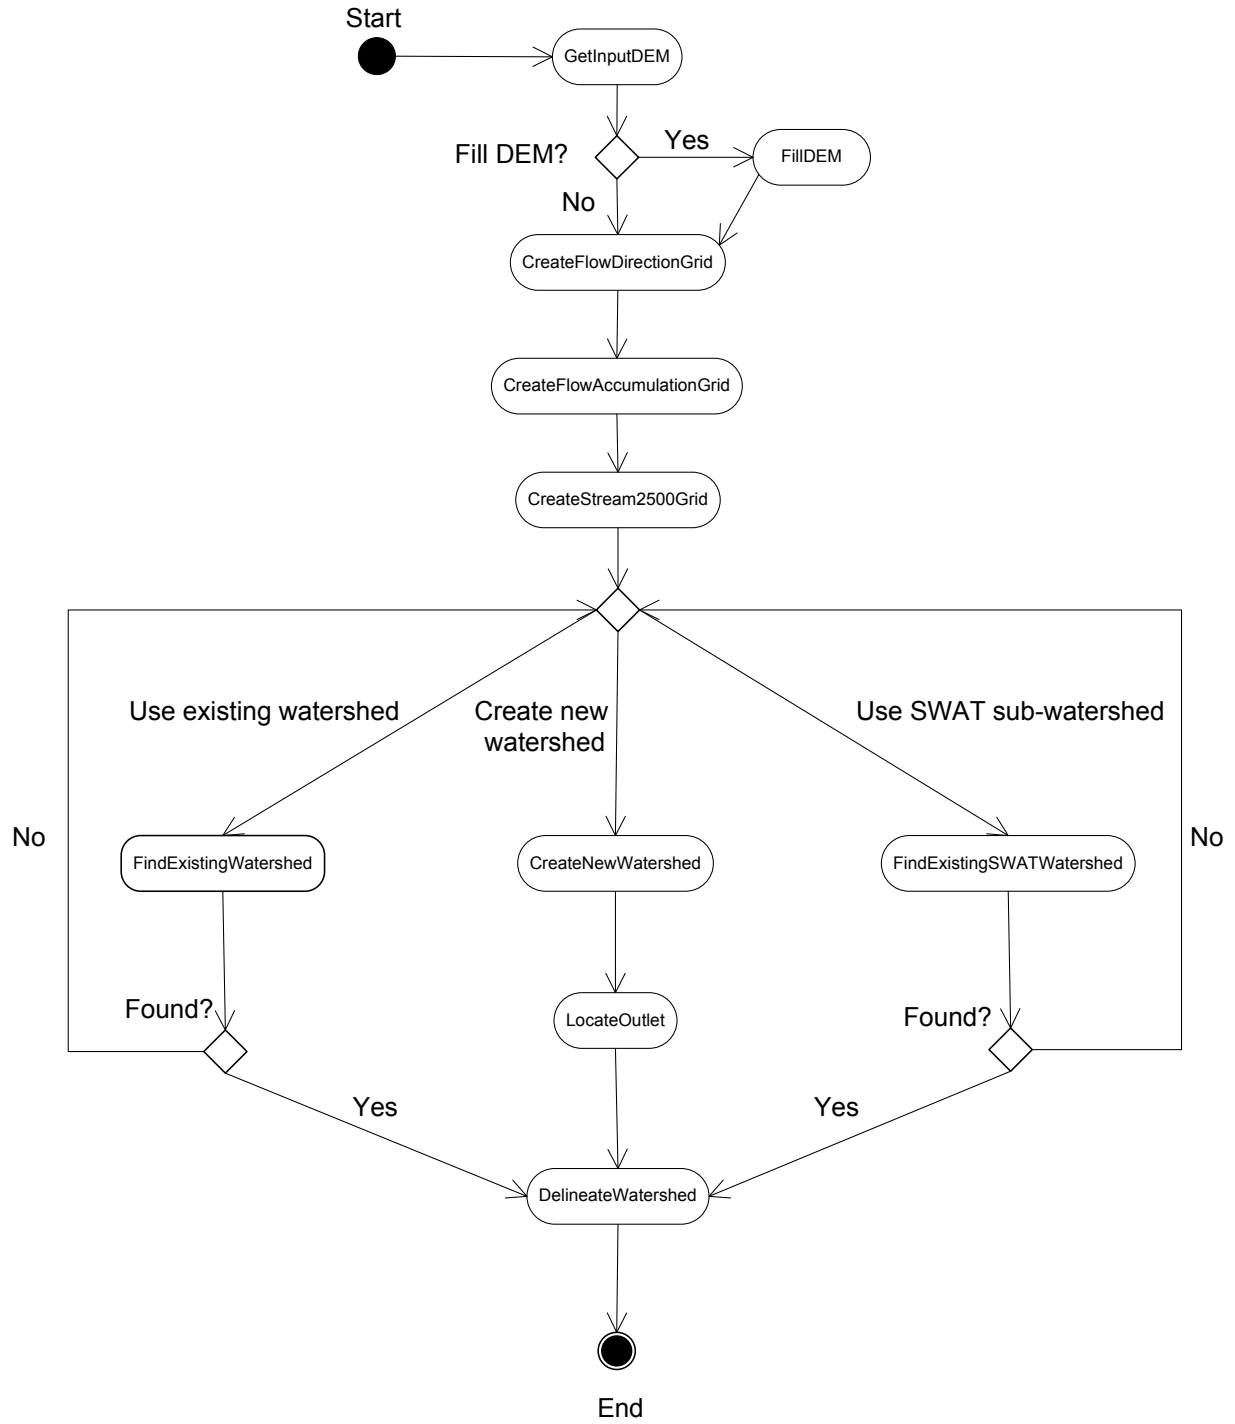 Start
GetInputDEM
Fill DEM?
Yes
FillDEM
No
CreateFlowDirectionGrid
CreateFlowAccumulationGrid
CreateStream2500Grid
Use existing watershed
Create new
watershed
Use SWAT sub-watershed
No
No
FindExistingWatershed
CreateNewWatershed
FindExistingSWATWatershed
Found?
LocateOutlet
Found?
Yes
Yes
DelineateWatershed
End